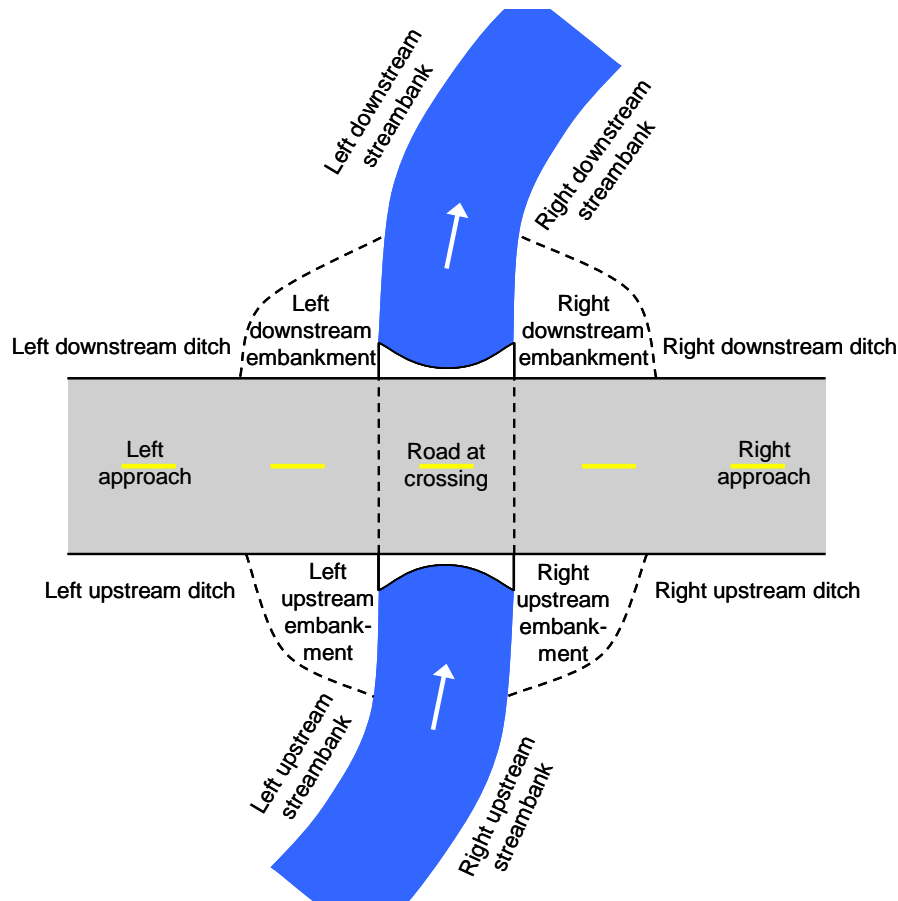 Left downstream
streambank
Right downstream
streambank
Left
downstream
embankment
Right
downstream
embankment
Left downstream ditch
Right downstream ditch
Left
approach
Road at
crossing
Right
approach
Left upstream ditch
Left
upstream
embank-
ment
Right
upstream
embank-
ment
Right upstream ditch
Left upstream
streambank
Right upstream
streambank